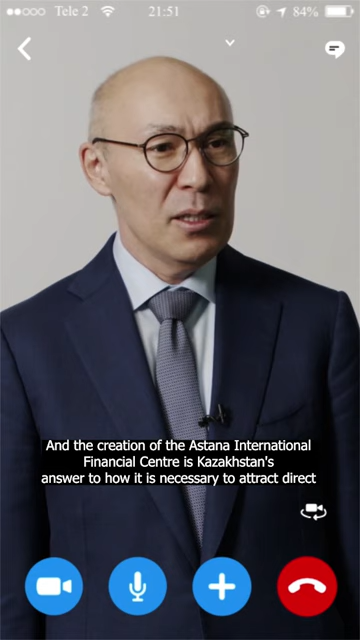 Tele 2 21:51 84%
And the creation of the Astana International
Financial Centre is Kazakhstan's
answer to how it is necessary to attract direct